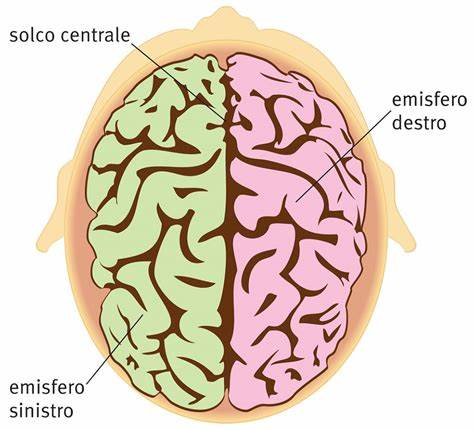 solco centrale
emisfero
destro
emisfero
sinistro